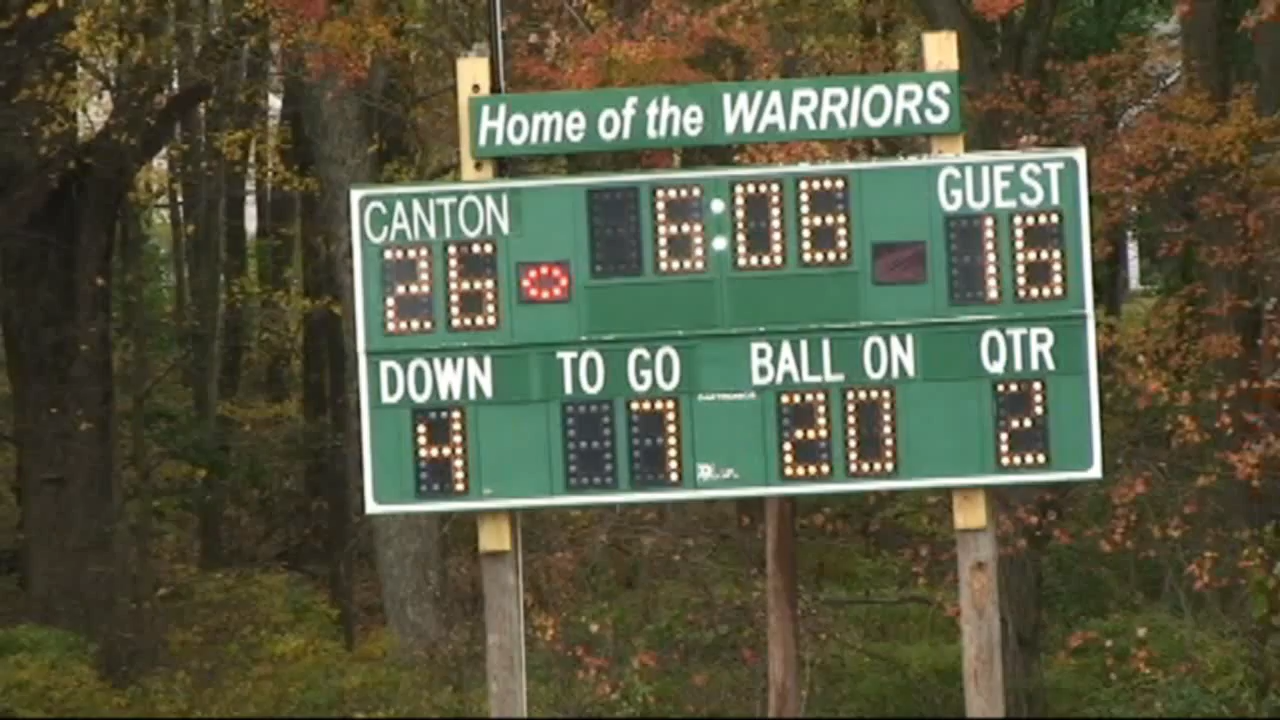 Home of the WARRIORS
CANTON 6:06 GUEST
26 16
DOWN TO GO BALL ON QTR
4 7 20 2